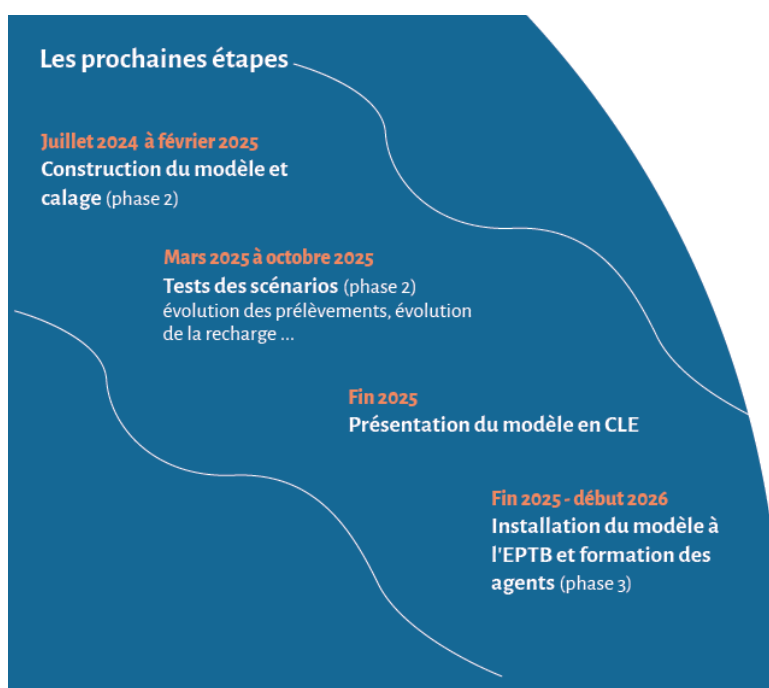 Les prochaines étapes
Juillet 2024 à février 2025
Construction du modèle et
calage (phase 2)
Mars 2025 à octobre 2025
Tests des scénarios (phase 2)
évolution des prélèvements, évolution
de la recharge ...
Fin 2025
Présentation du modèle en CLE
Fin 2025 - début 2026
Installation du modèle à
l'EPTB et formation des
agents (phase 3)